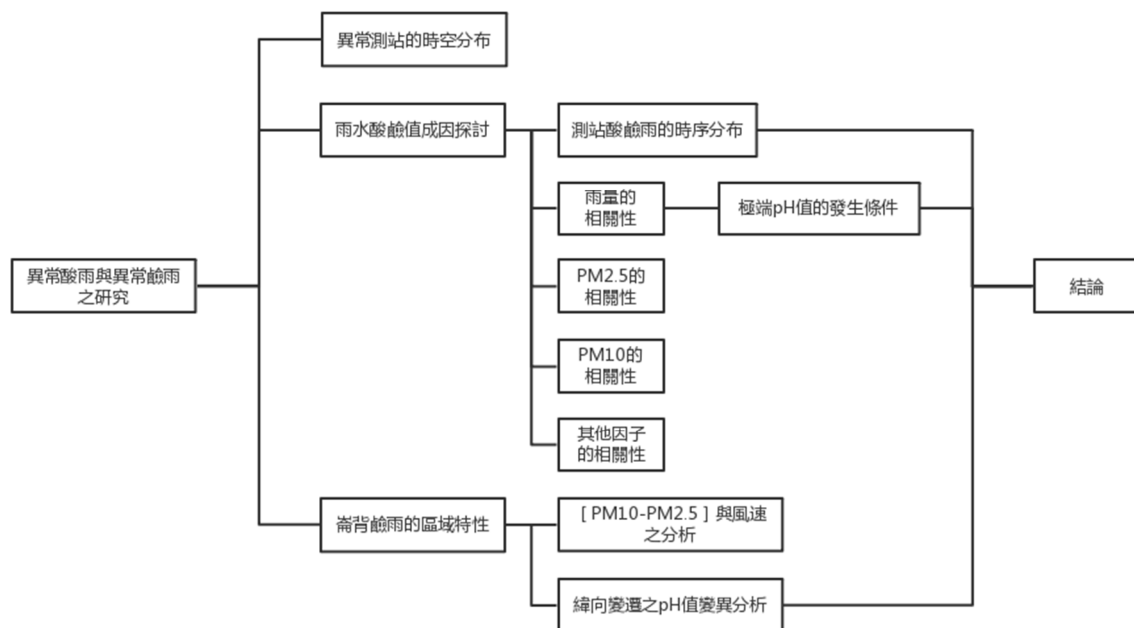 異常測站的時空分布
雨水酸鹼值成因探討
測站酸鹼雨的時序分布
雨量的
相關性
極端pH值的發生條件
異常酸雨與異常鹼雨
之研究
PM2.5的
相關性
結論
PM10的
相關性
其他因子
的相關性
崙背鹼雨的區域特性
［PM10-PM2.5］與風速
之分析
緯向變遷之pH值變異分析